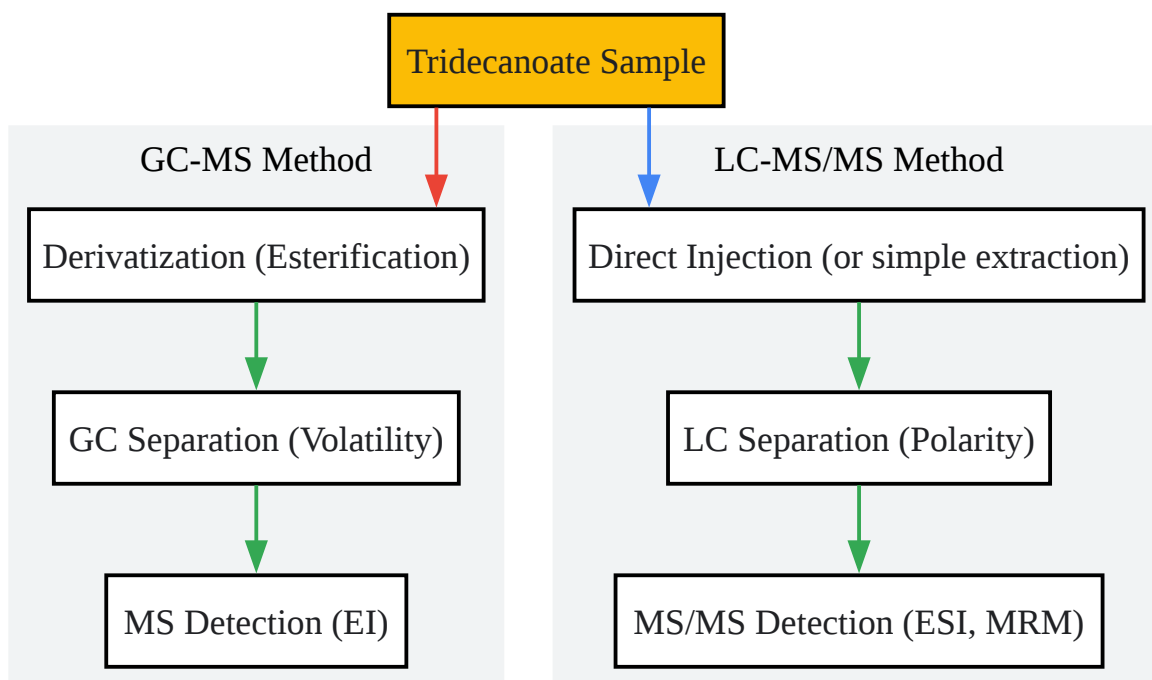 Tridecanoate Sample
GC-MS Method
Derivatization (Esterification)
GC Separation (Volatility)
MS Detection (EI)
LC-MS/MS Method
Direct Injection (or simple extraction)
LC Separation (Polarity)
MS/MS Detection (ESI, MRM)